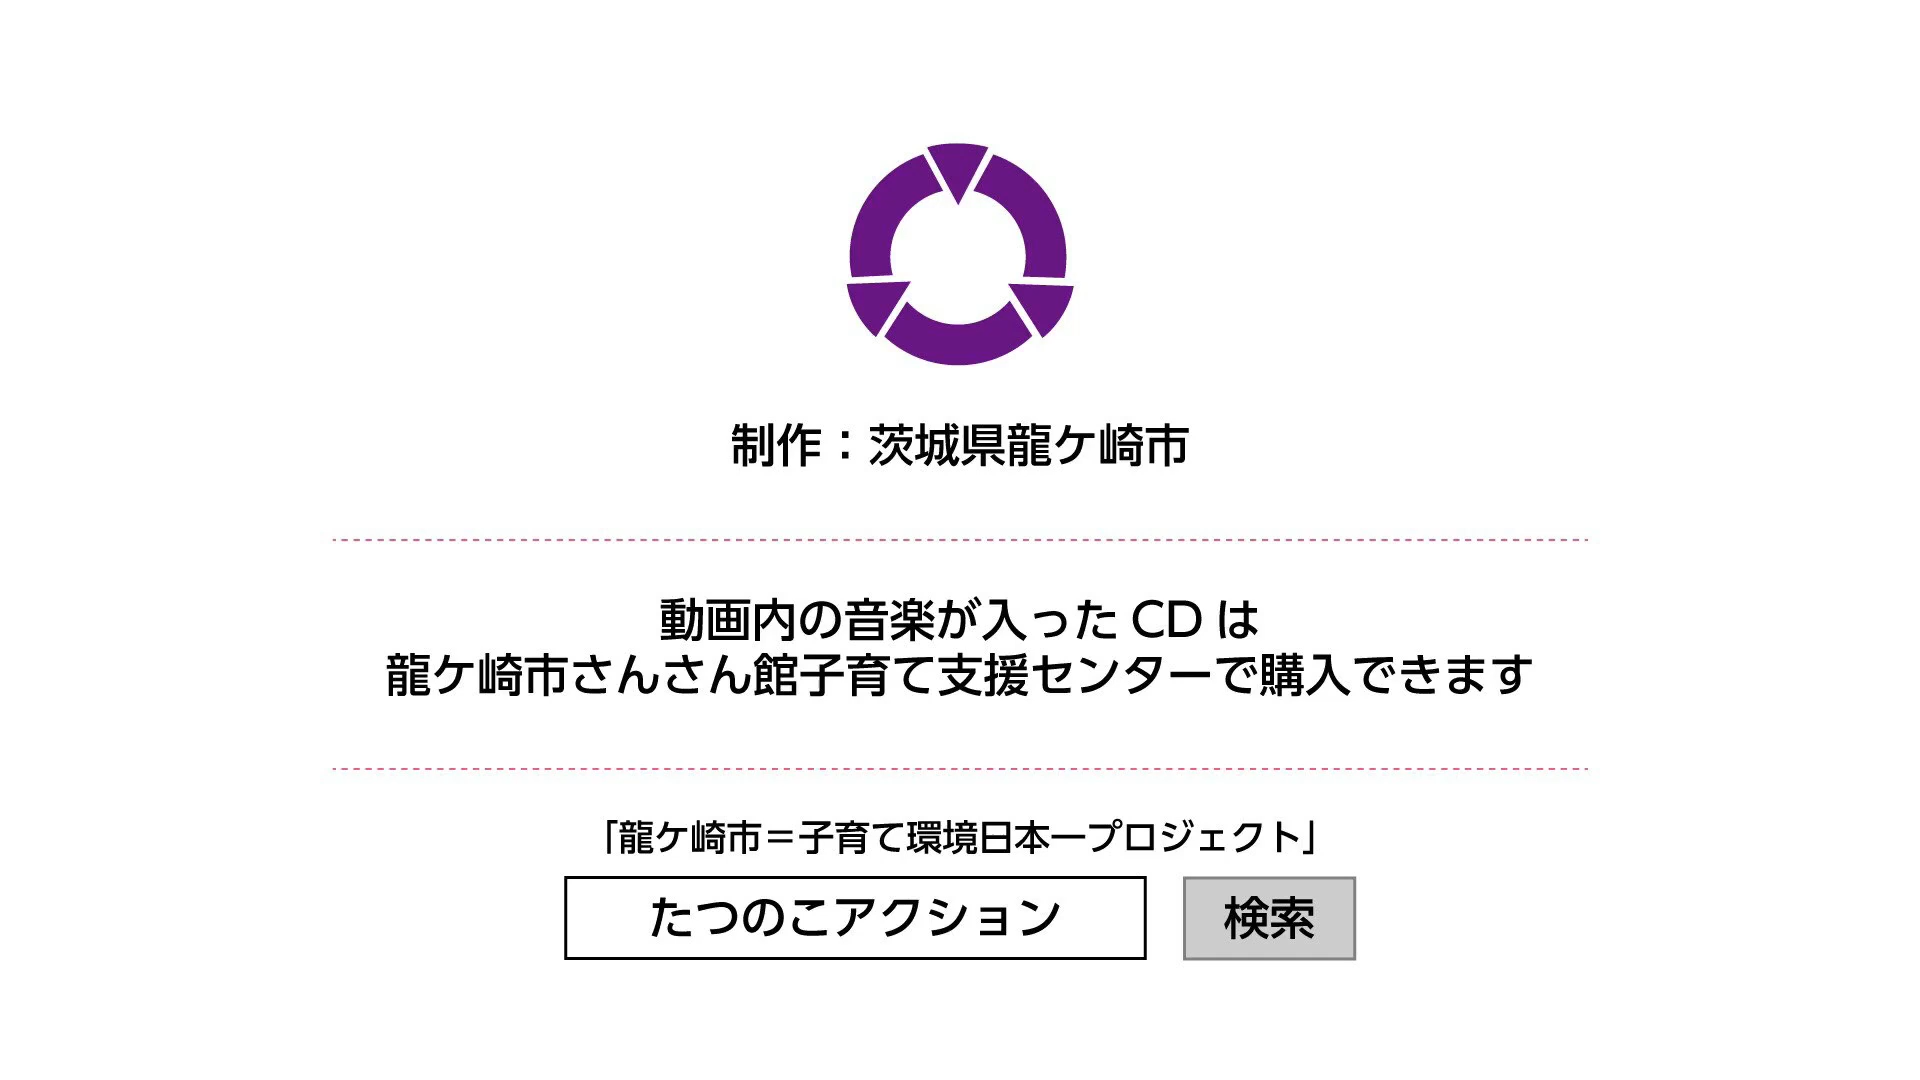 制作：茨城県龍ケ崎市
動画内の音楽が入ったCDは
龍ケ崎市さんさん館子育て支援センターで購入できます
「龍ケ崎市＝子育て環境日本一プロジェクト」
たつのこアクション 検索